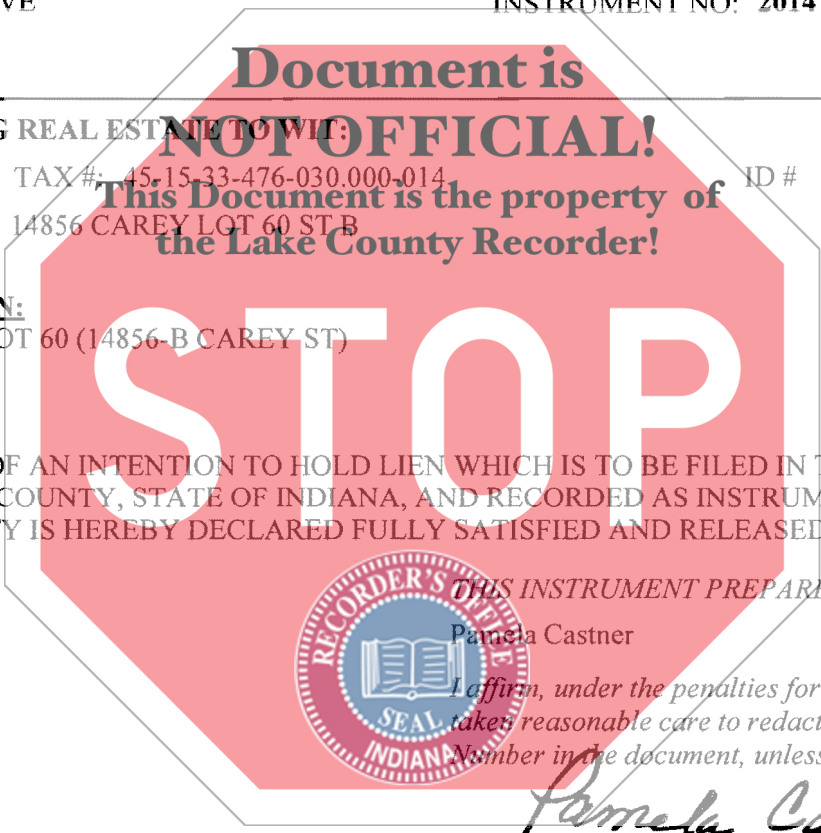 VE INSTRUMENT NO: 2014
Document is
NOT OFFICIAL!
G REAL ESTATE TO WIT:
TAX #: 45-15-33-476-030.000-014 ID #
This Document is the property of
14856 CAREY LOT 60 ST B
the Lake County Recorder!
N:
OT 60 (14856-B CAREY ST)
STOP
OF AN INTENTION TO HOLD LIEN WHICH IS TO BE FILED IN T
COUNTY, STATE OF INDIANA, AND RECORDED AS INSTRUM
Y IS HEREBY DECLARED FULLY SATISFIED AND RELEASED
THIS INSTRUMENT PREPARE
Pamela Castner
I affirm, under the penalties for
taken reasonable care to redact
Number in the document, unless
RECORDER'S OFFICE
SEAL
INDIANA
Pamela Ca